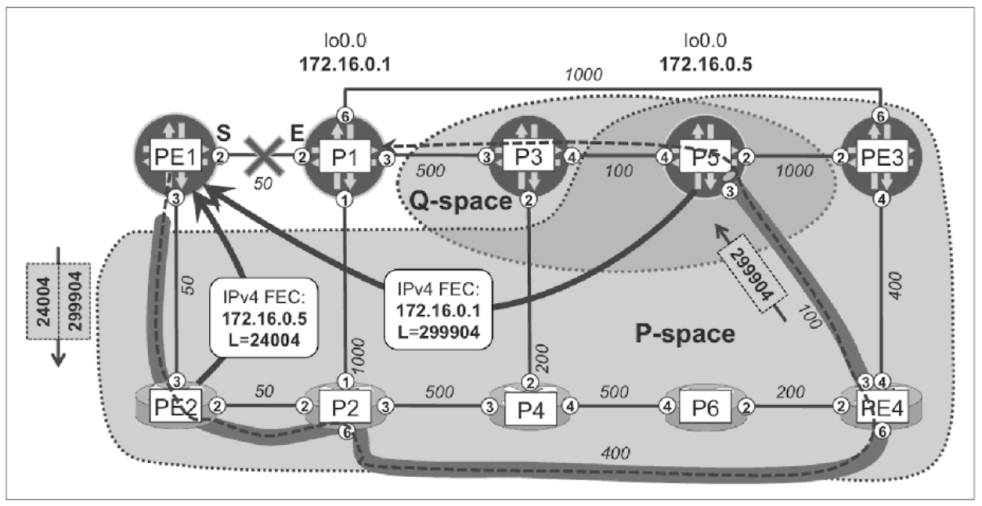 lo0.0
172.16.0.1
lo0.0
172.16.0.5
1000
6
6
PE1
S
2
50
E
2
P1
3
500
3
P3
4
100
4
P5
2
1000
2
PE3
3
1
Q-space
2
3
4
24004
299904
50
IPv4 FEC:
172.16.0.5
L=24004
IPv4 FEC:
172.16.0.1
L=299904
299904
100
400
P-space
1000
200
3
1
2
3
4
PE2
2
50
2
P2
3
500
3
P4
4
500
4
P6
2
200
2
RE4
6
6
400